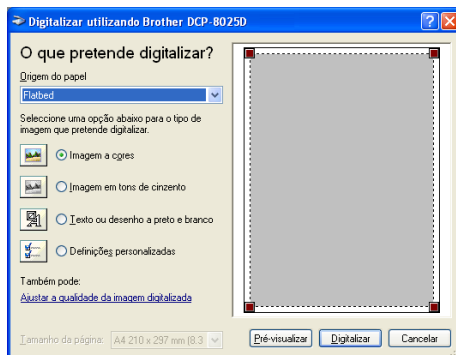 Digitalizar utilizando Brother DCP-8025D
O que pretende digitalizar?
Origem do papel
Flatbed
Seleccione uma opção abaixo para o tipo de
imagem que pretende digitalizar.
Imagem a cores
Imagem em tons de cinzento
Texto ou desenho a preto e branco
Definições personalizadas
Também pode:
Ajustar a qualidade da imagem digitalizada
Tamanho da página: A4 210 x 297 mm (8.3
Pré-visualizar Digitalizar Cancelar